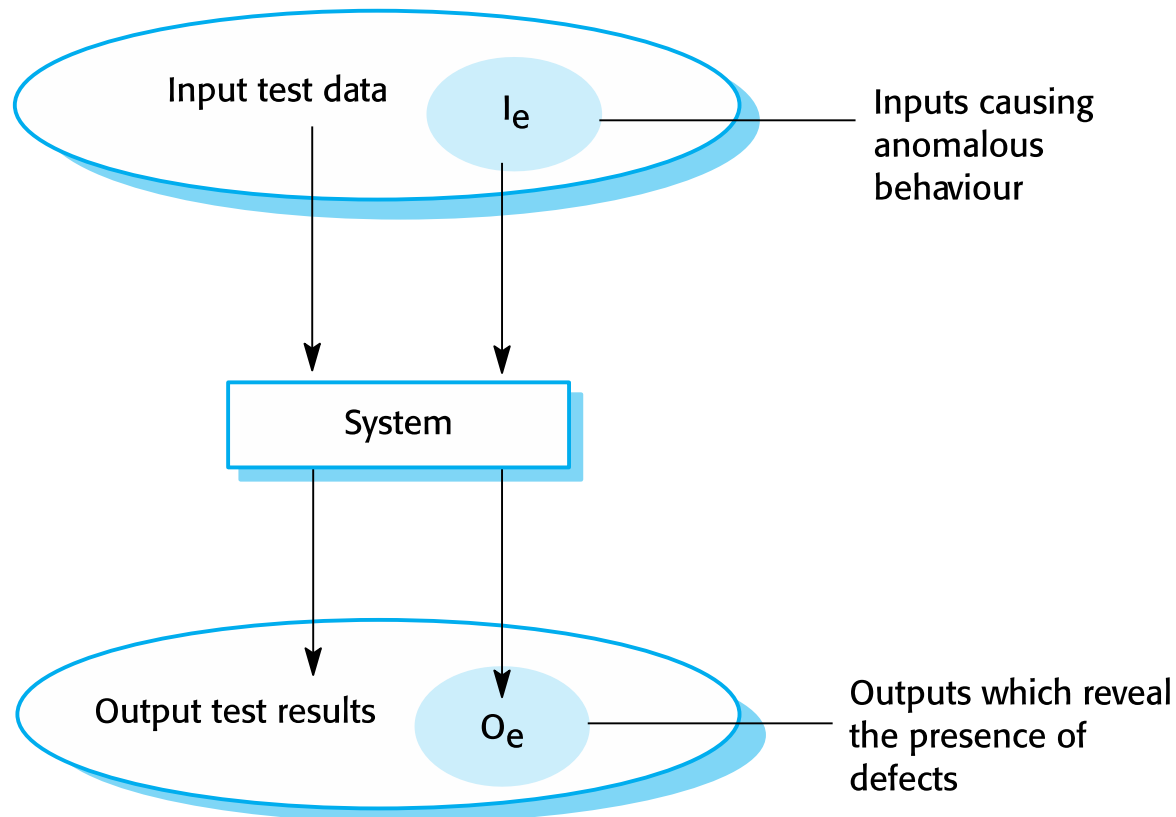 Input test data
Ie
Inputs causing
anomalous
behaviour
System
Output test results
Oe
Outputs which reveal
the presence of
defects